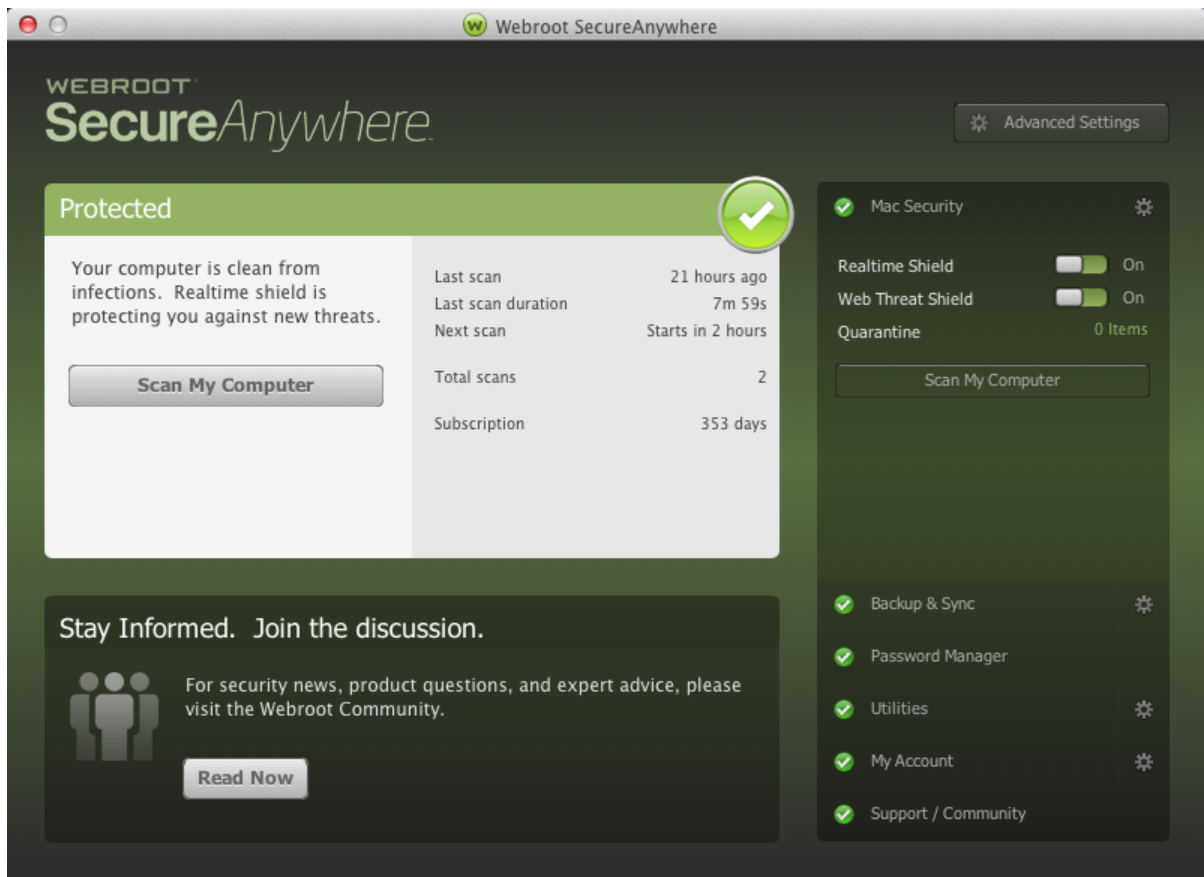 Webroot SecureAnywhere
WEBROOT™
SecureAnywhere™
Advanced Settings
Protected
Your computer is clean from
infections.  Realtime shield is
protecting you against new threats.
Scan My Computer
Last scan 21 hours ago
Last scan duration 7m 59s
Next scan Starts in 2 hours
Total scans 2
Subscription 353 days
Stay Informed.  Join the discussion.
For security news, product questions, and expert advice, please
visit the Webroot Community.
Read Now
Mac Security
Realtime Shield On
Web Threat Shield On
Quarantine 0 Items
Scan My Computer
Backup & Sync
Password Manager
Utilities
My Account
Support / Community